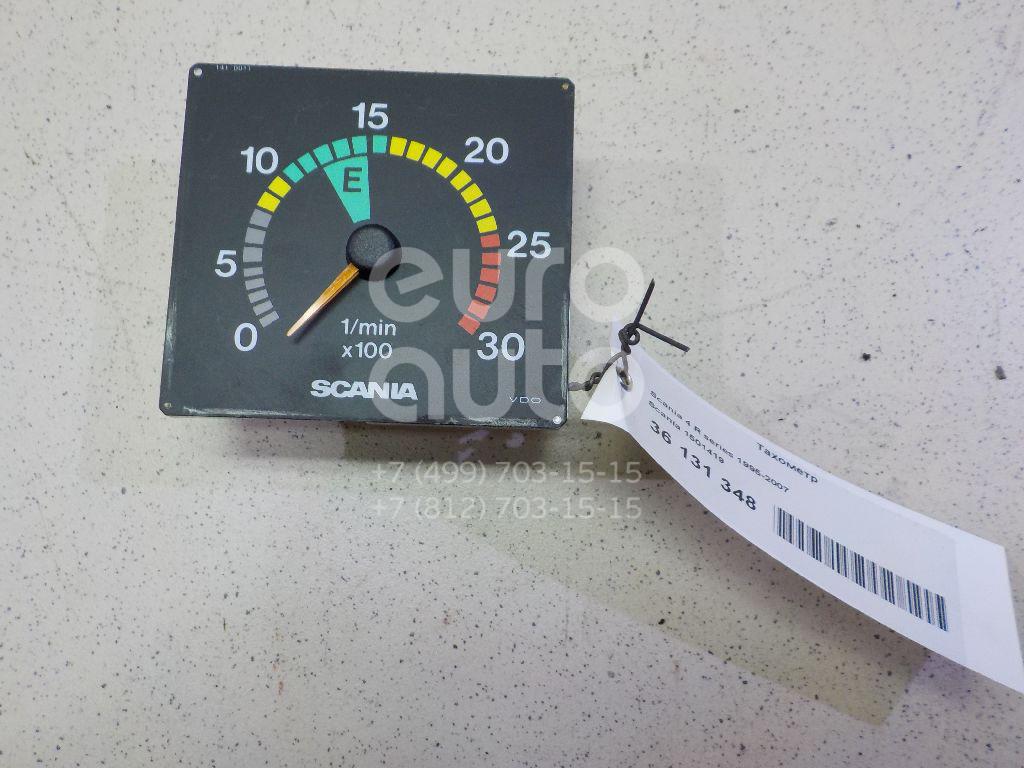 15
10
20
E
5
25
0
30
1/min
x100
SCANIA
VDO
euro
auto
+7 (499) 703-15-15
+7 (812) 703-15-15
Тахометр
Scania 4 R series 1995-2007
Scania 1601419
36 131 348